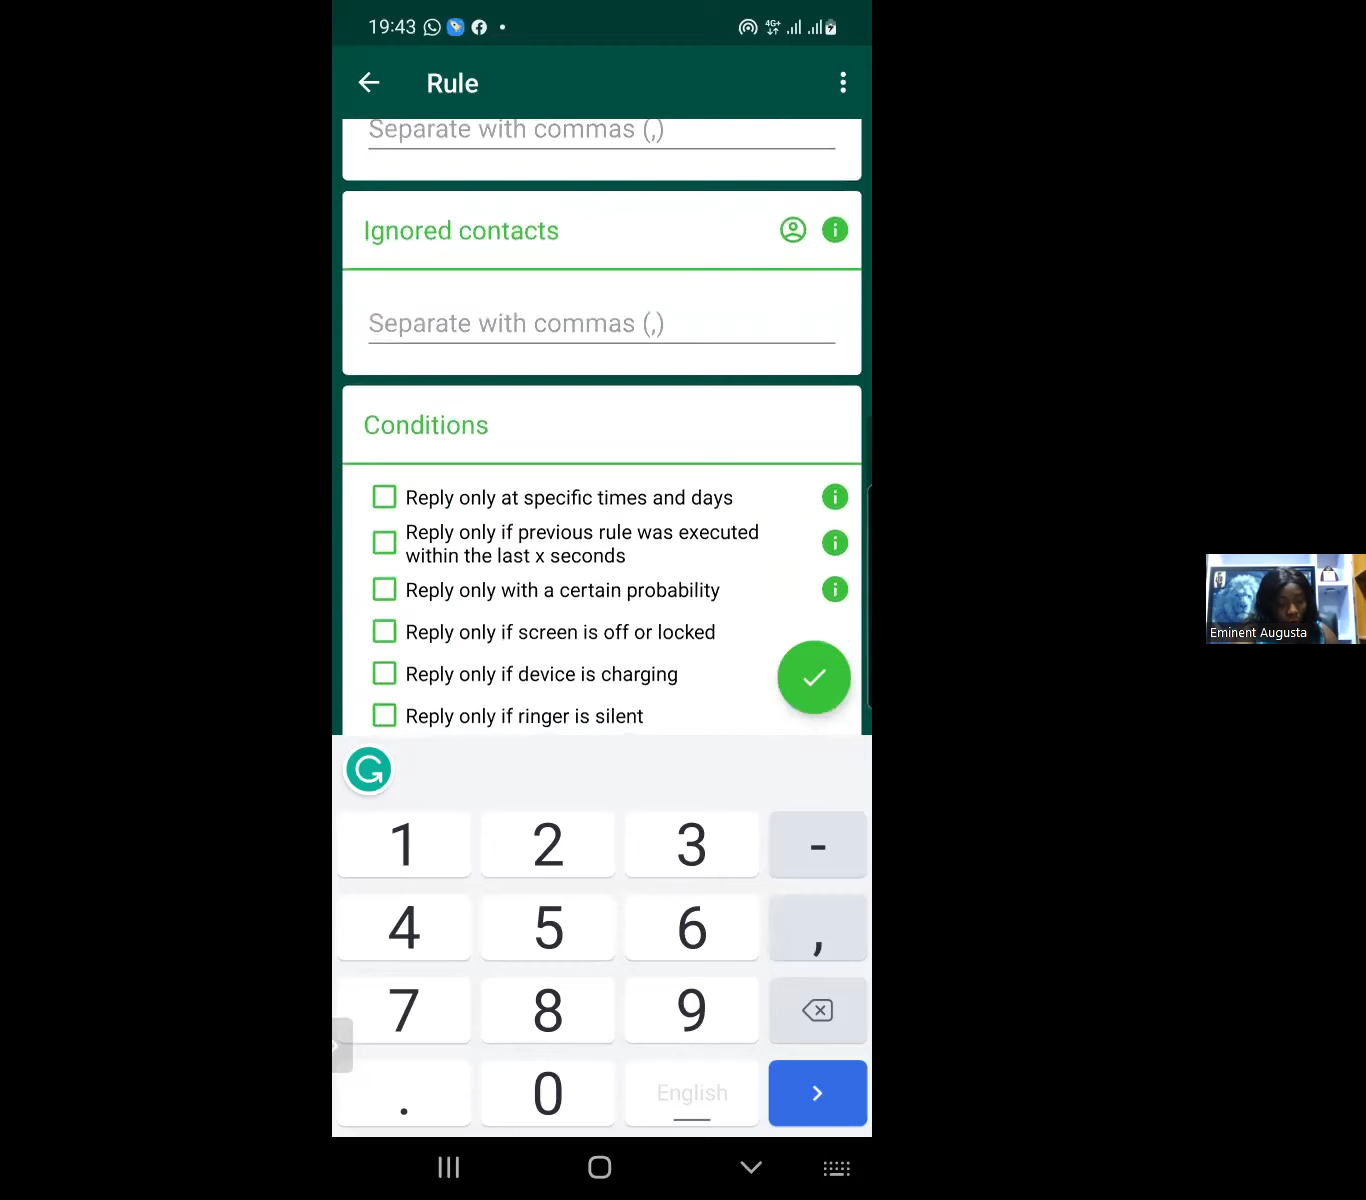 19:43
4G+
Rule
Separate with commas (,)
Ignored contacts
Separate with commas (,)
Conditions
Reply only at specific times and days
Reply only if previous rule was executed
within the last x seconds
Reply only with a certain probability
Reply only if screen is off or locked
Reply only if device is charging
Reply only if ringer is silent
1 2 3 -
4 5 6 ,
7 8 9
. 0 English
Eminent Augusta